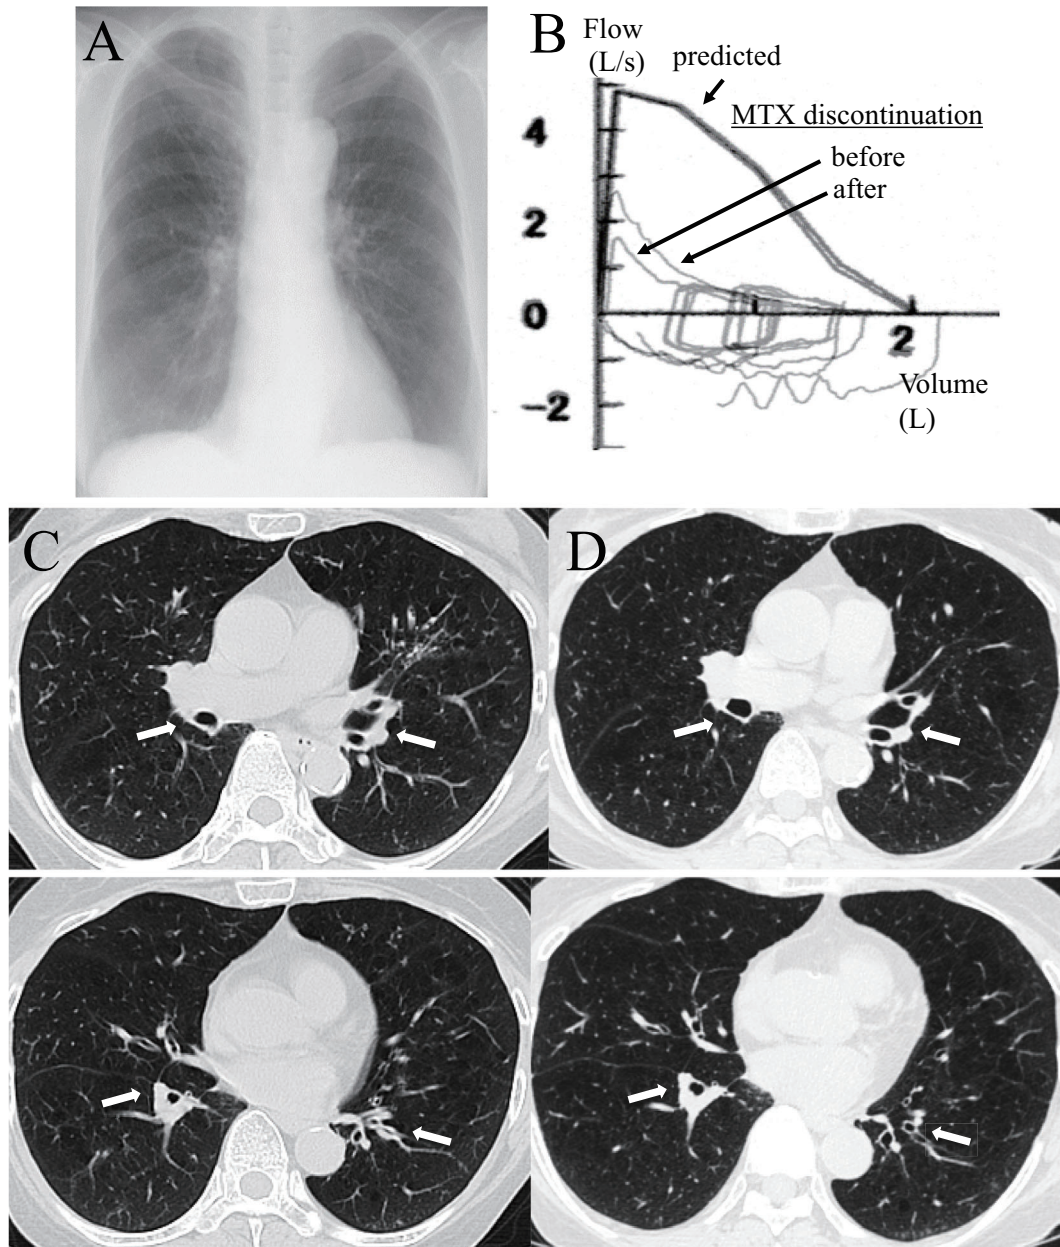 A
B
Flow
(L/s)
predicted
MTX discontinuation
before
after
4
2
0
2
-2
Volume
(L)
C
D